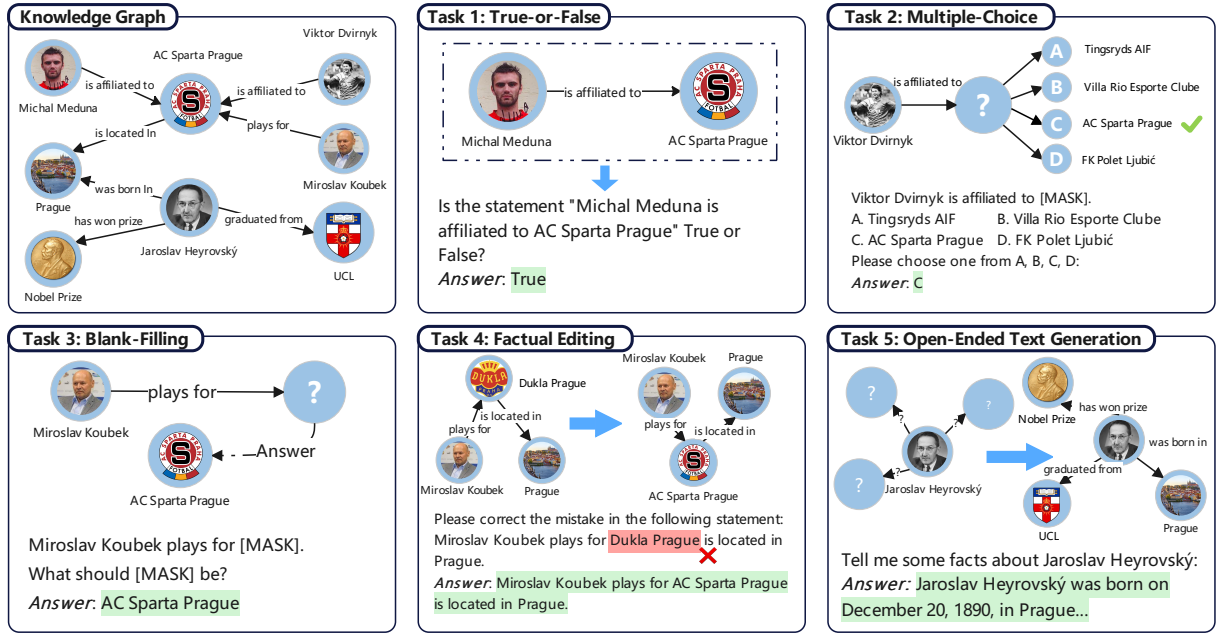 Knowledge Graph
Viktor Dvirnyk
AC Sparta Prague
is affiliated to
is affiliated to
Michal Meduna
plays for
is located In
Miroslav Koubek
was born In
Prague
has won prize
graduated from
Jaroslav Heyrovský
UCL
Nobel Prize
Task 1: True-or-False
is affiliated to
Michal Meduna
AC Sparta Prague
Is the statement "Michal Meduna is
affiliated to AC Sparta Prague" True or
False?
Answer: True
Task 2: Multiple-Choice
A Tingsryds AIF
is affiliated to
B Villa Rio Esporte Clube
?
C AC Sparta Prague
Viktor Dvirnyk
D FK Polet Ljubić
Viktor Dvirnyk is affiliated to [MASK].
A. Tingsryds AIF B. Villa Rio Esporte Clube
C. AC Sparta Prague D. FK Polet Ljubić
Please choose one from A, B, C, D:
Answer: C
Task 3: Blank-Filling
plays for
?
Miroslav Koubek
Answer
AC Sparta Prague
Miroslav Koubek plays for [MASK].
What should [MASK] be?
Answer: AC Sparta Prague
Task 4: Factual Editing
DUKLA
Dukla Prague
is located in
plays for
Miroslav Koubek
Prague
Miroslav Koubek
Prague
plays for
is located in
AC Sparta Prague
Please correct the mistake in the following statement:
Miroslav Koubek plays for Dukla Prague is located in
Prague.
Answer: Miroslav Koubek plays for AC Sparta Prague
is located in Prague.
Task 5: Open-Ended Text Generation
?
?
?
?
?
?
Jaroslav Heyrovský
Nobel Prize
has won prize
was born in
graduated from
UCL
Prague
Tell me some facts about Jaroslav Heyrovský:
Answer: Jaroslav Heyrovský was born on
December 20, 1890, in Prague...